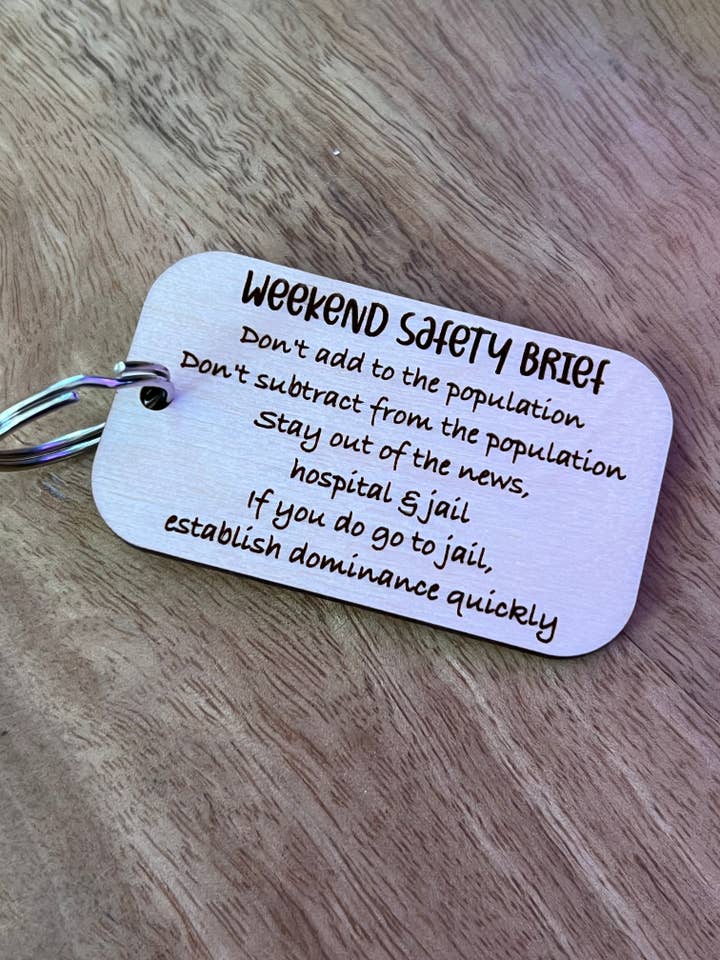 WEEKEND SAFETY BRIEF
Don't add to the population
Don't subtract from the population
Stay out of the news,
hospital & jail
If you do go to jail,
establish dominance quickly